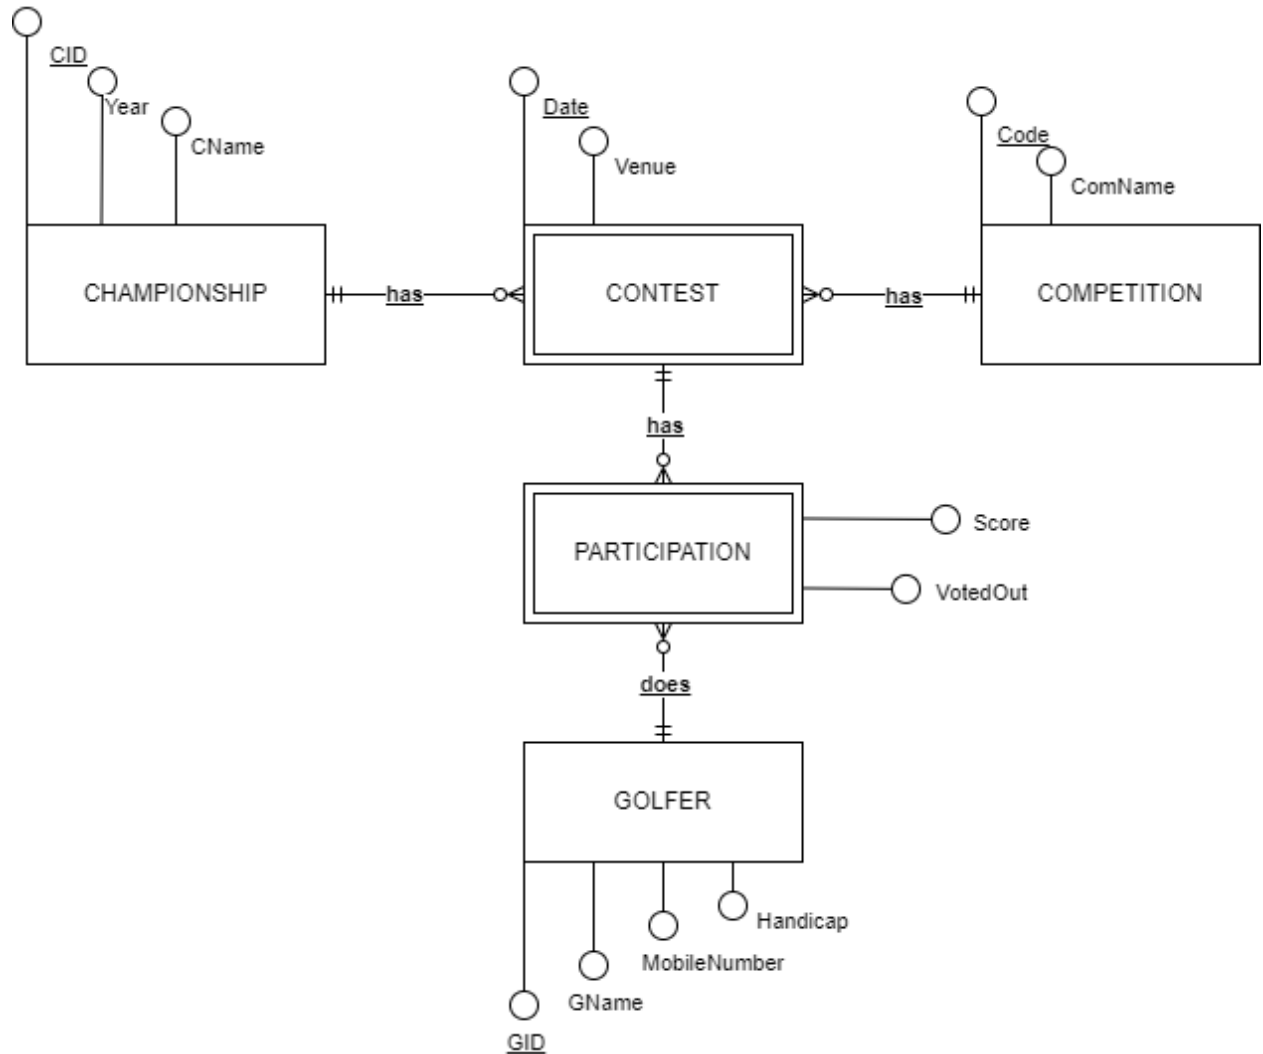 CID
Year
CName
Date
Venue
Code
ComName
CHAMPIONSHIP
has
CONTEST
has
COMPETITION
has
PARTICIPATION
Score
VotedOut
does
GOLFER
Handicap
MobileNumber
GName
GID